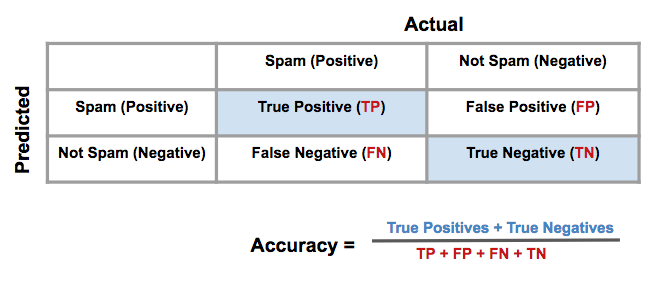 Actual
Predicted
Spam (Positive) Not Spam (Negative)
Spam (Positive) True Positive (TP) False Positive (FP)
Not Spam (Negative) False Negative (FN) True Negative (TN)
Accuracy =
True Positives + True Negatives
TP + FP + FN + TN